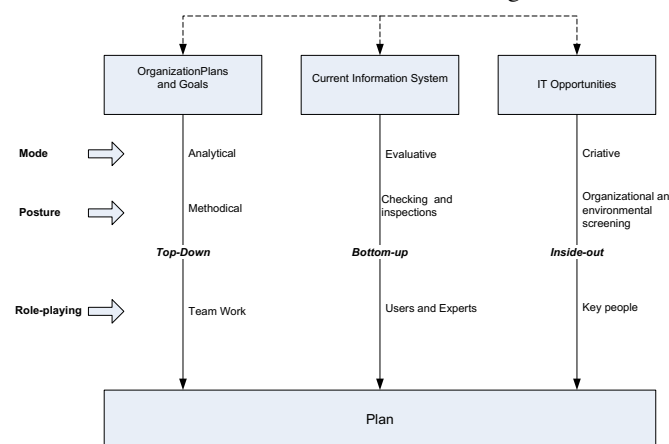 OrganizationPlans
and Goals
Current Information System
IT Opportunities
Mode
Analytical
Evaluative
Criative
Posture
Methodical
Checking and
inspections
Organizational an
environmental
screening
Top-Down
Bottom-up
Inside-out
Role-playing
Team Work
Users and Experts
Key people
Plan